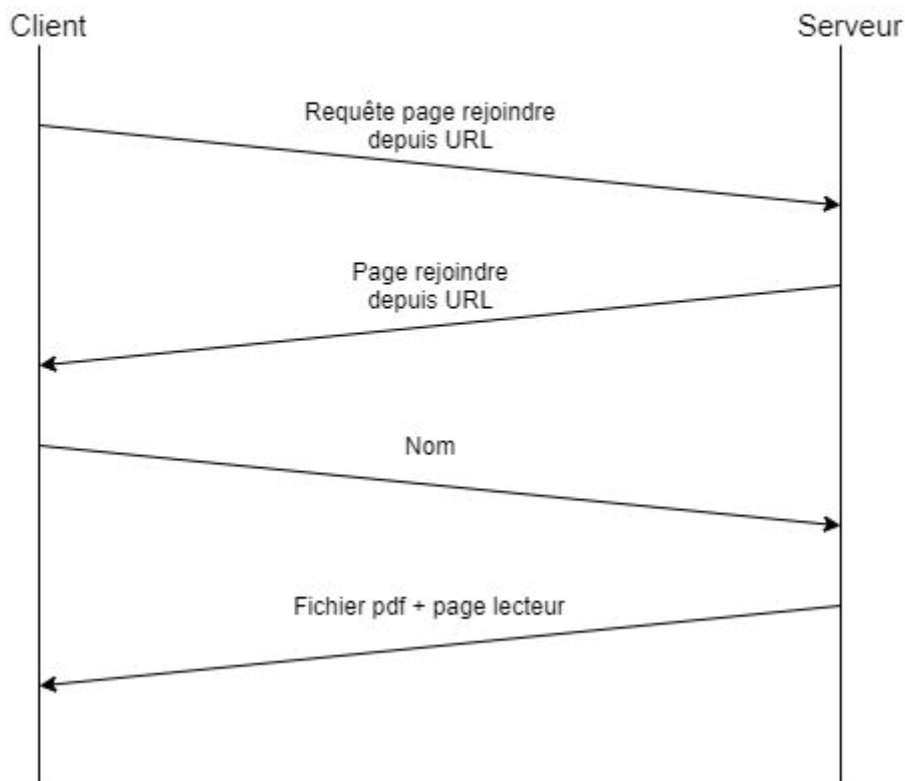 Client
Serveur
Requête page rejoindre
depuis URL
Page rejoindre
depuis URL
Nom
Fichier pdf + page lecteur